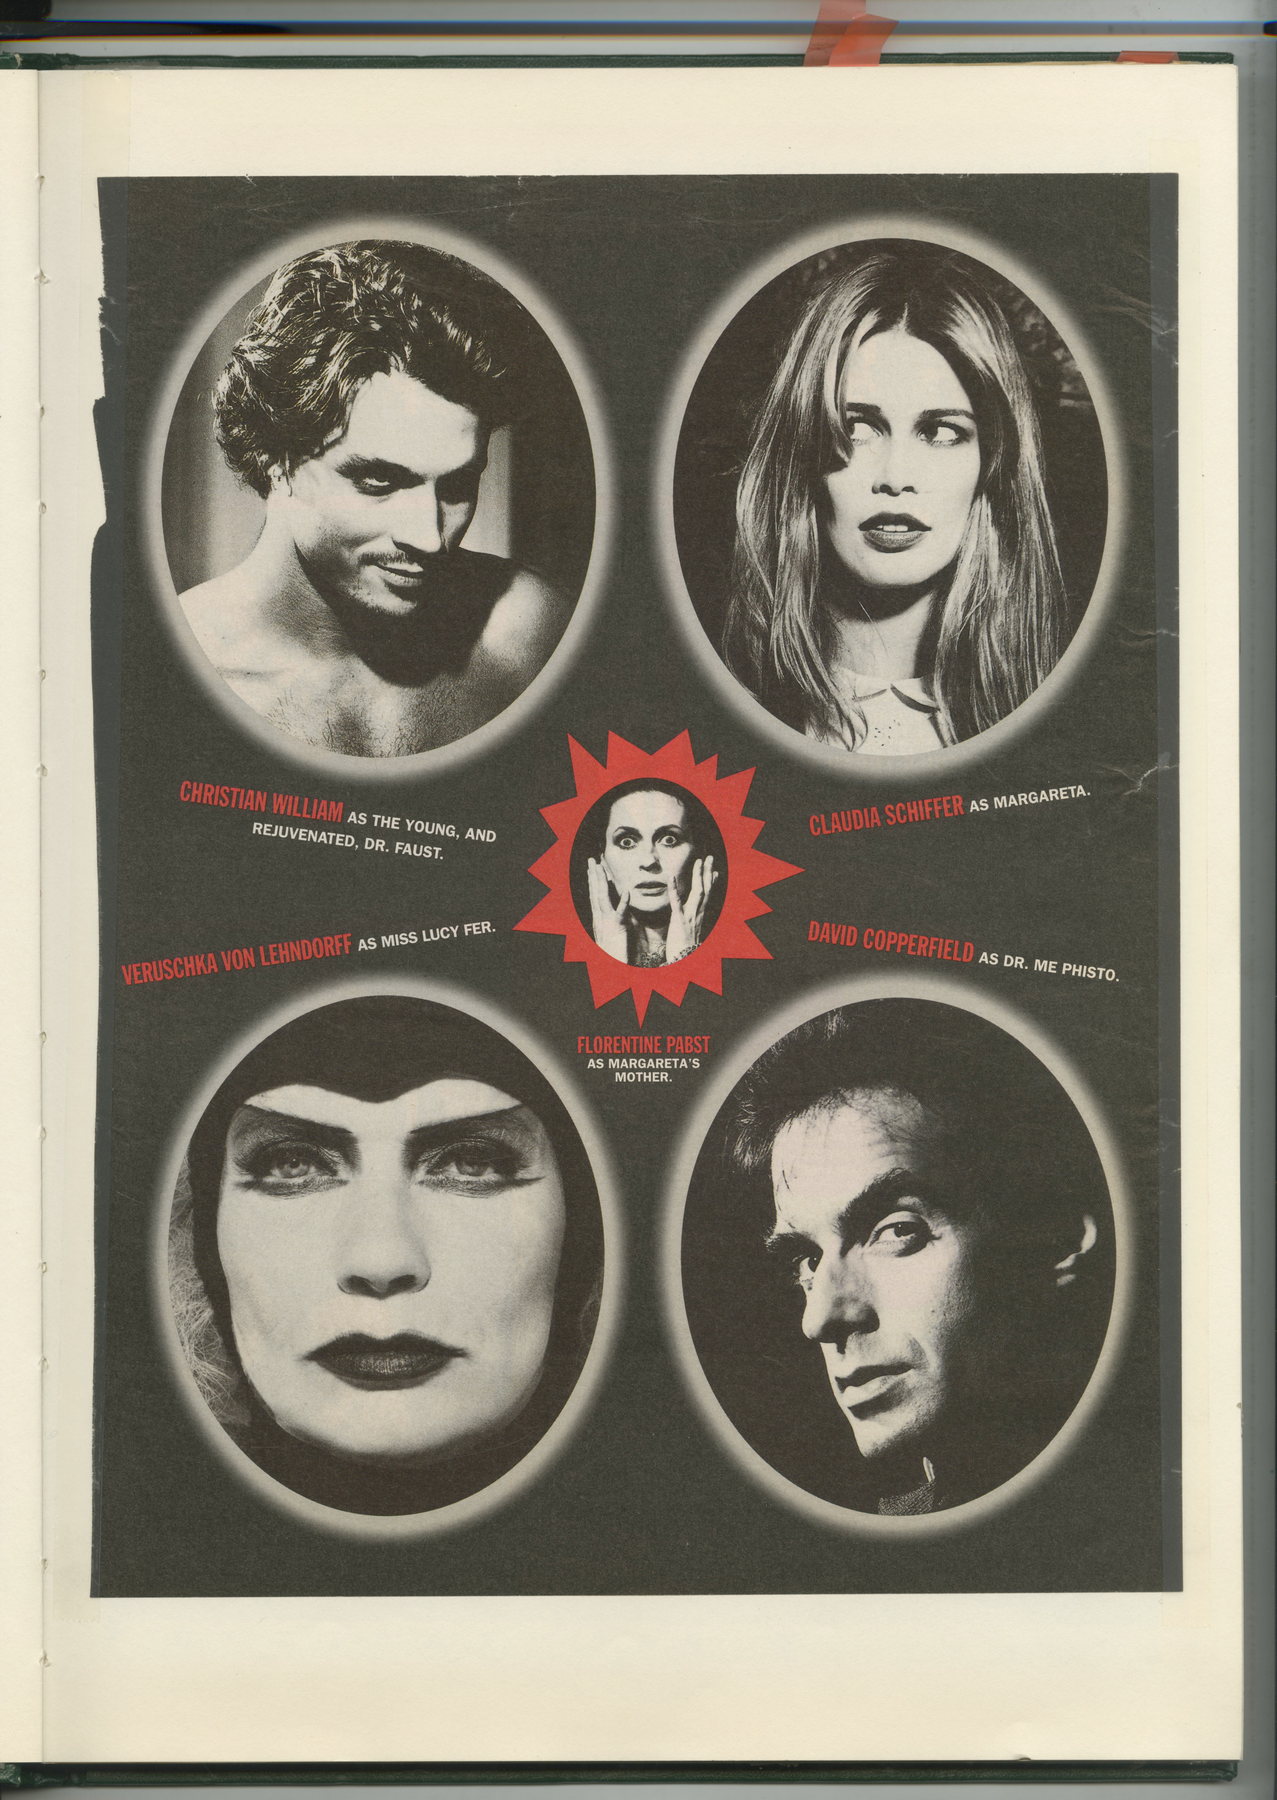 CHRISTIAN WILLIAM AS THE YOUNG, AND
REJUVENATED, DR. FAUST.
CLAUDIA SCHIFFER AS MARGARETA.
VERUSCHKA VON LEHNDORFF AS MISS LUCY FER.
DAVID COPPERFIELD AS DR. ME PHISTO.
FLORENTINE PABST
AS MARGARETA'S
MOTHER.